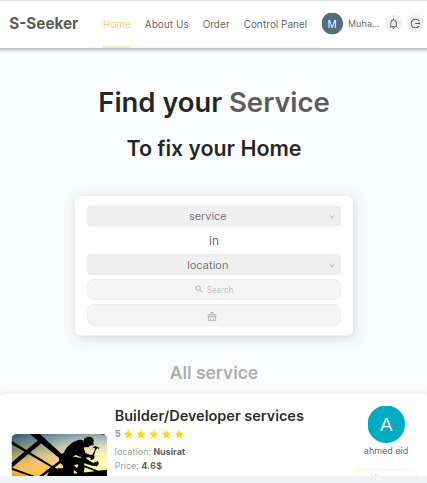 S-Seeker Home About Us Order Control Panel M Muha...
Find your Service
To fix your Home
service
in
location
Search
All service
Builder/Developer services
5
location: Nusirat
Price: 4.6$
A
ahmed eid